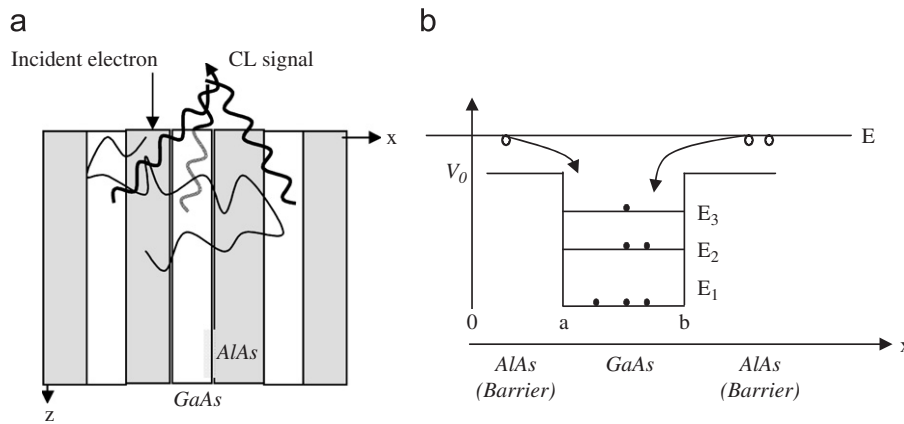 a
Incident electron
CL signal
x
AlAs
GaAs
z
b
E
V₀
E₃
E₂
E₁
0
a
b
x
AlAs
GaAs
AlAs
(Barrier)
(Barrier)